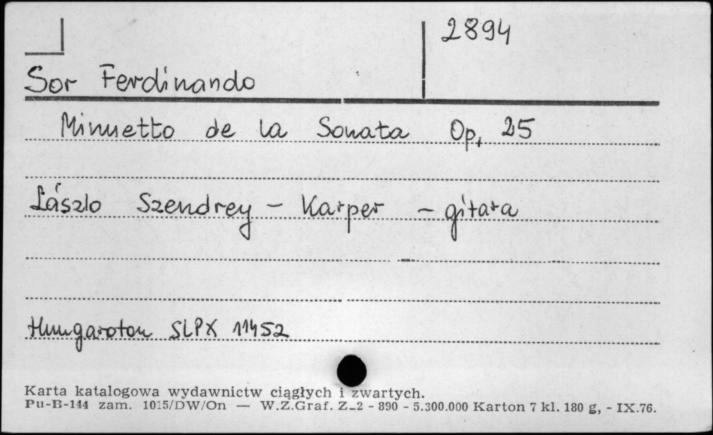 2894
Sor Ferdinando
Minuetto de la Sonata Op. 25
László Szendrey - Karper - gitara
Hungaroton SLPX 11452
Karta katalogowa wydawnictw ciągłych i zwartych.
Pu-B-144 zam. 1015/DW/On — W.Z.Graf. Z-2 - 890 - 5.300.000 Karton 7 kl. 180 g, - IX.76.